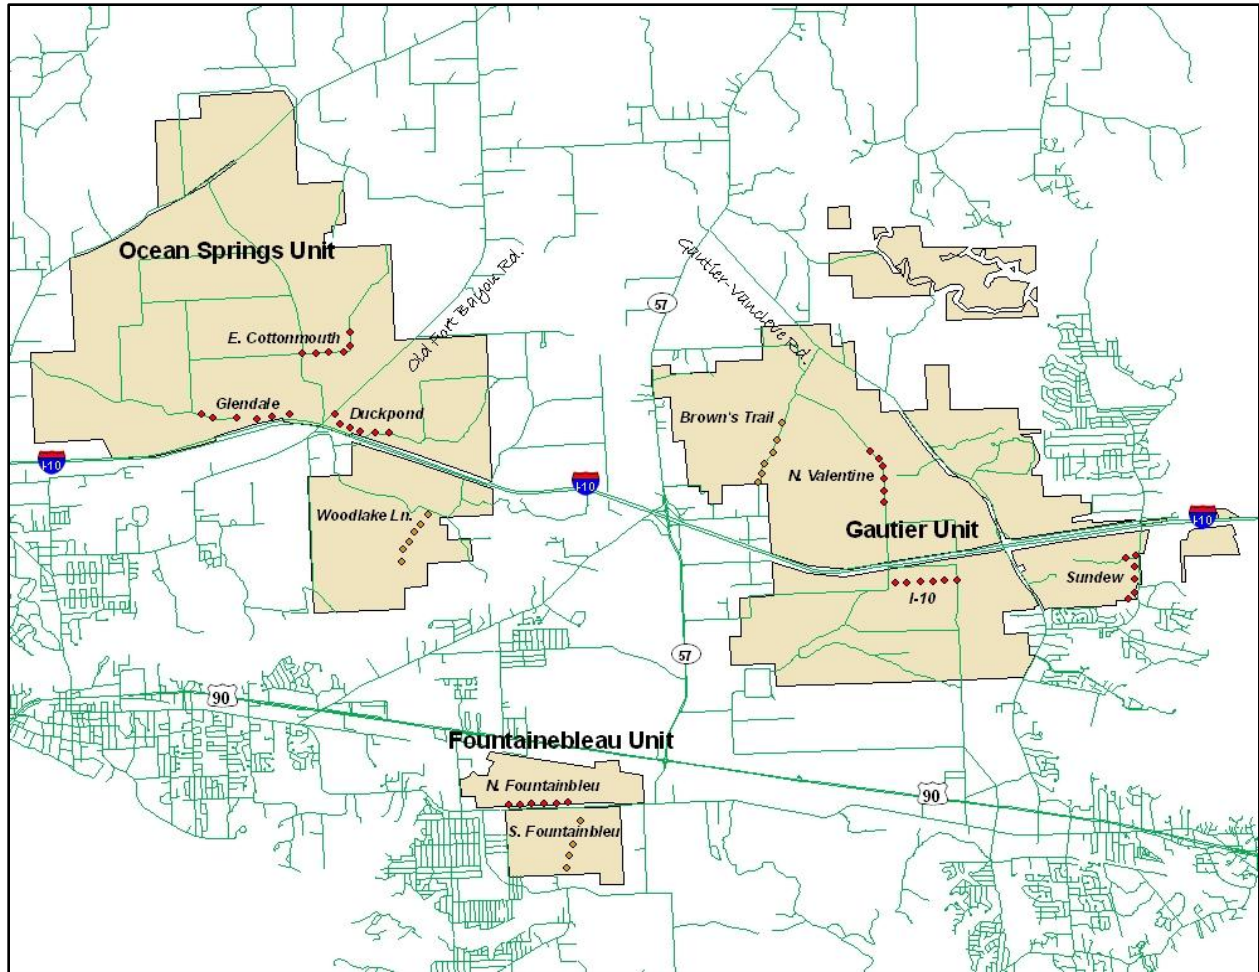 Ocean Springs Unit
Old Fort Bayou Rd.
Gautier-Vancleve Rd.
57
E. Cottonmouth
Glendale
Duckpond
Brown's Trail
I-10
I-10
N. Valentine
Woodlake Ln.
I-10
Gautier Unit
Sundew
I-10
57
90
Fountainebleau Unit
N. Fountainbleu
90
S. Fountainbleu